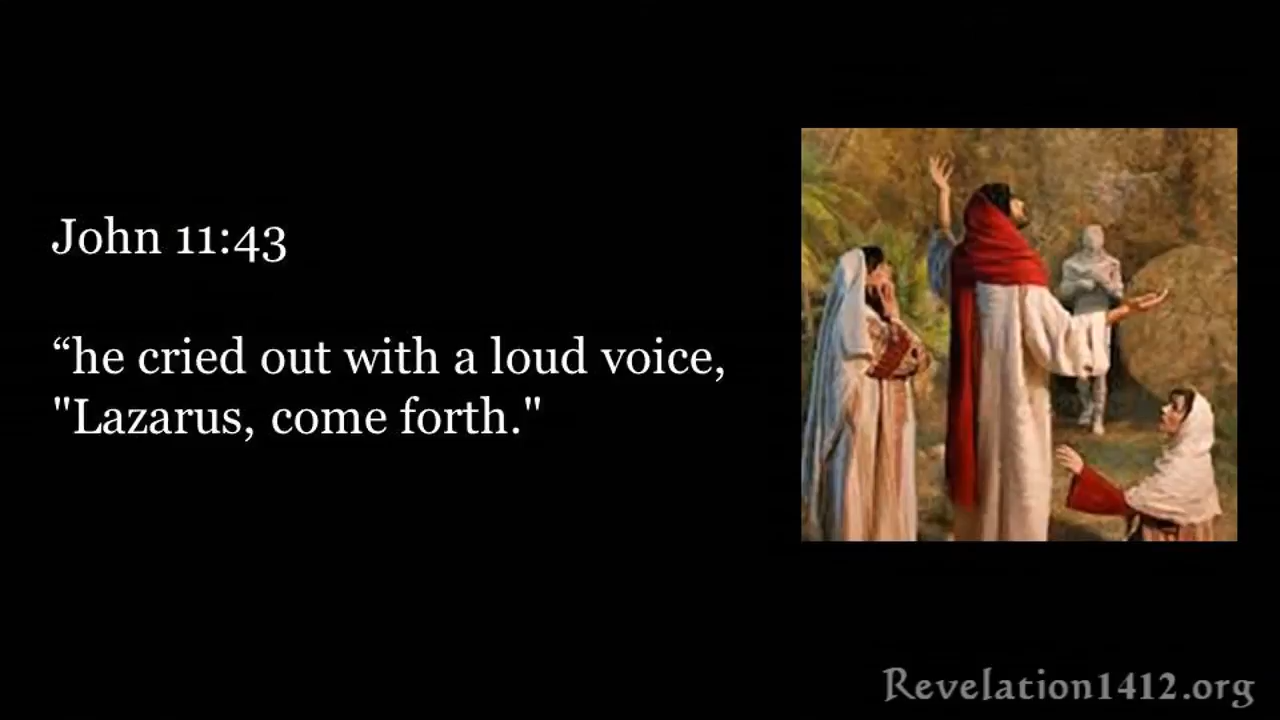 John 11:43
“he cried out with a loud voice,
"Lazarus, come forth."
Revelation1412.org